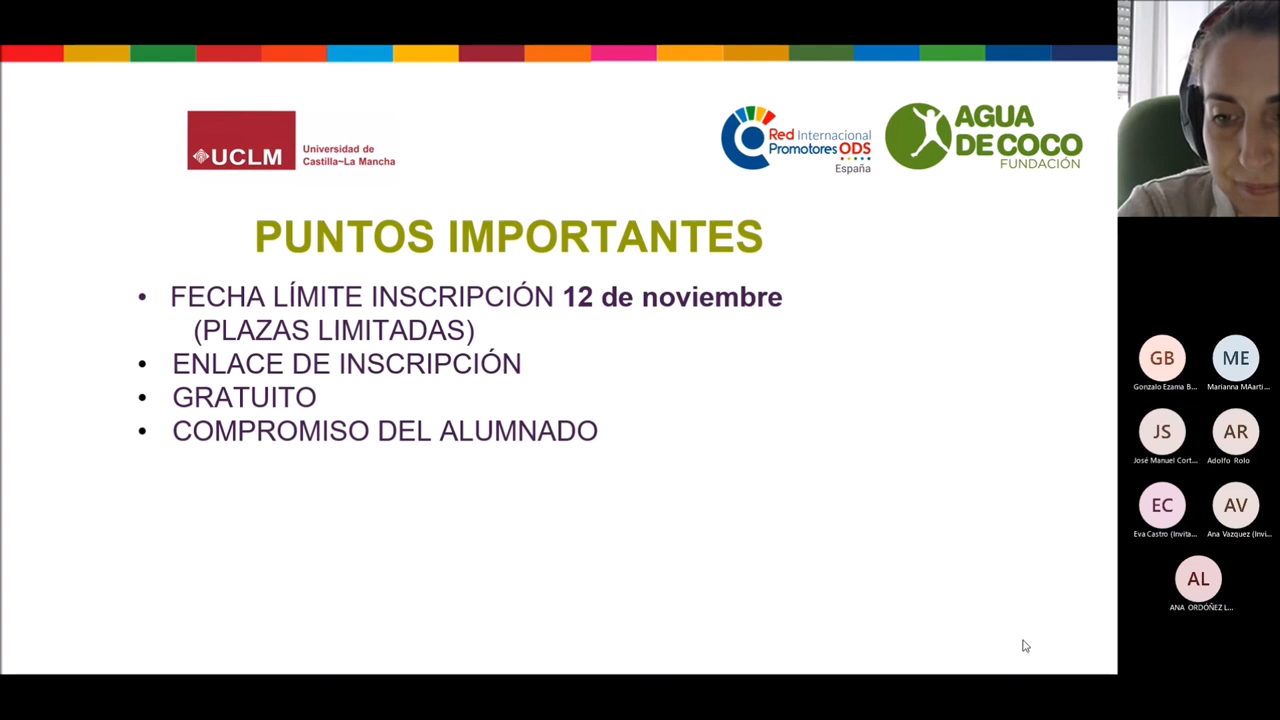 UCLM
Universidad de
Castilla~La Mancha
Red Internacional
Promotores ODS
España
AGUA
DE COCO
FUNDACIÓN
PUNTOS IMPORTANTES
• FECHA LÍMITE INSCRIPCIÓN 12 de noviembre
(PLAZAS LIMITADAS)
• ENLACE DE INSCRIPCIÓN
• GRATUITO
• COMPROMISO DEL ALUMNADO
GB
ME
Gonzalo Ezama B...
Marianna MAarti...
JS
AR
José Manuel Cort...
Adolfo Rolo
EC
AV
Eva Castro (Invita...
Ana Vazquez (Invi...
AL
ANA ORDÓÑEZ L...